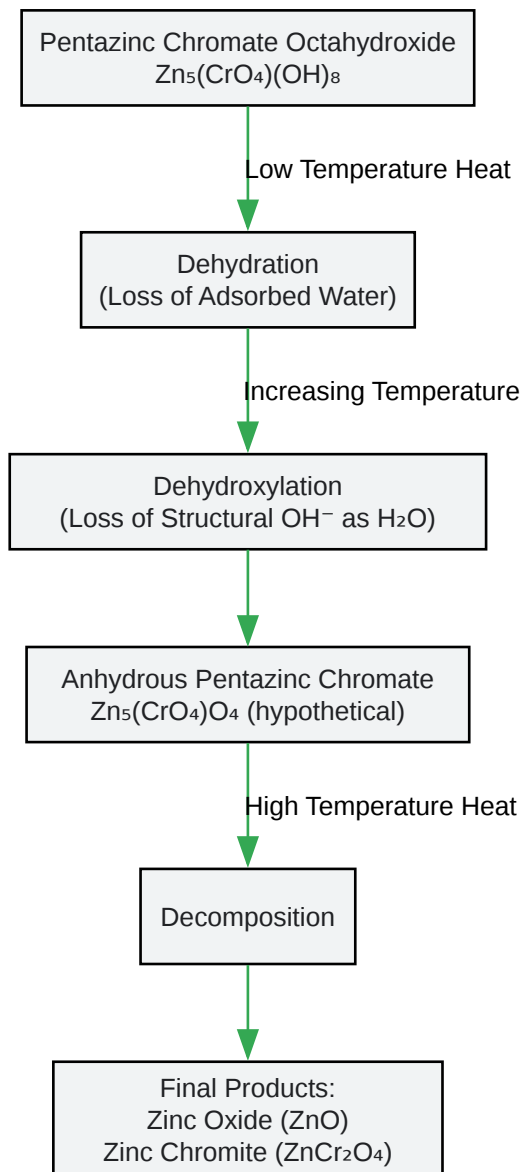 Pentazinc Chromate Octahydroxide
Zn₅(CrO₄)(OH)₈
Low Temperature Heat
Dehydration
(Loss of Adsorbed Water)
Increasing Temperature
Dehydroxylation
(Loss of Structural OH⁻ as H₂O)
Anhydrous Pentazinc Chromate
Zn₅(CrO₄)O₄ (hypothetical)
High Temperature Heat
Decomposition
Final Products:
Zinc Oxide (ZnO)
Zinc Chromite (ZnCr₂O₄)